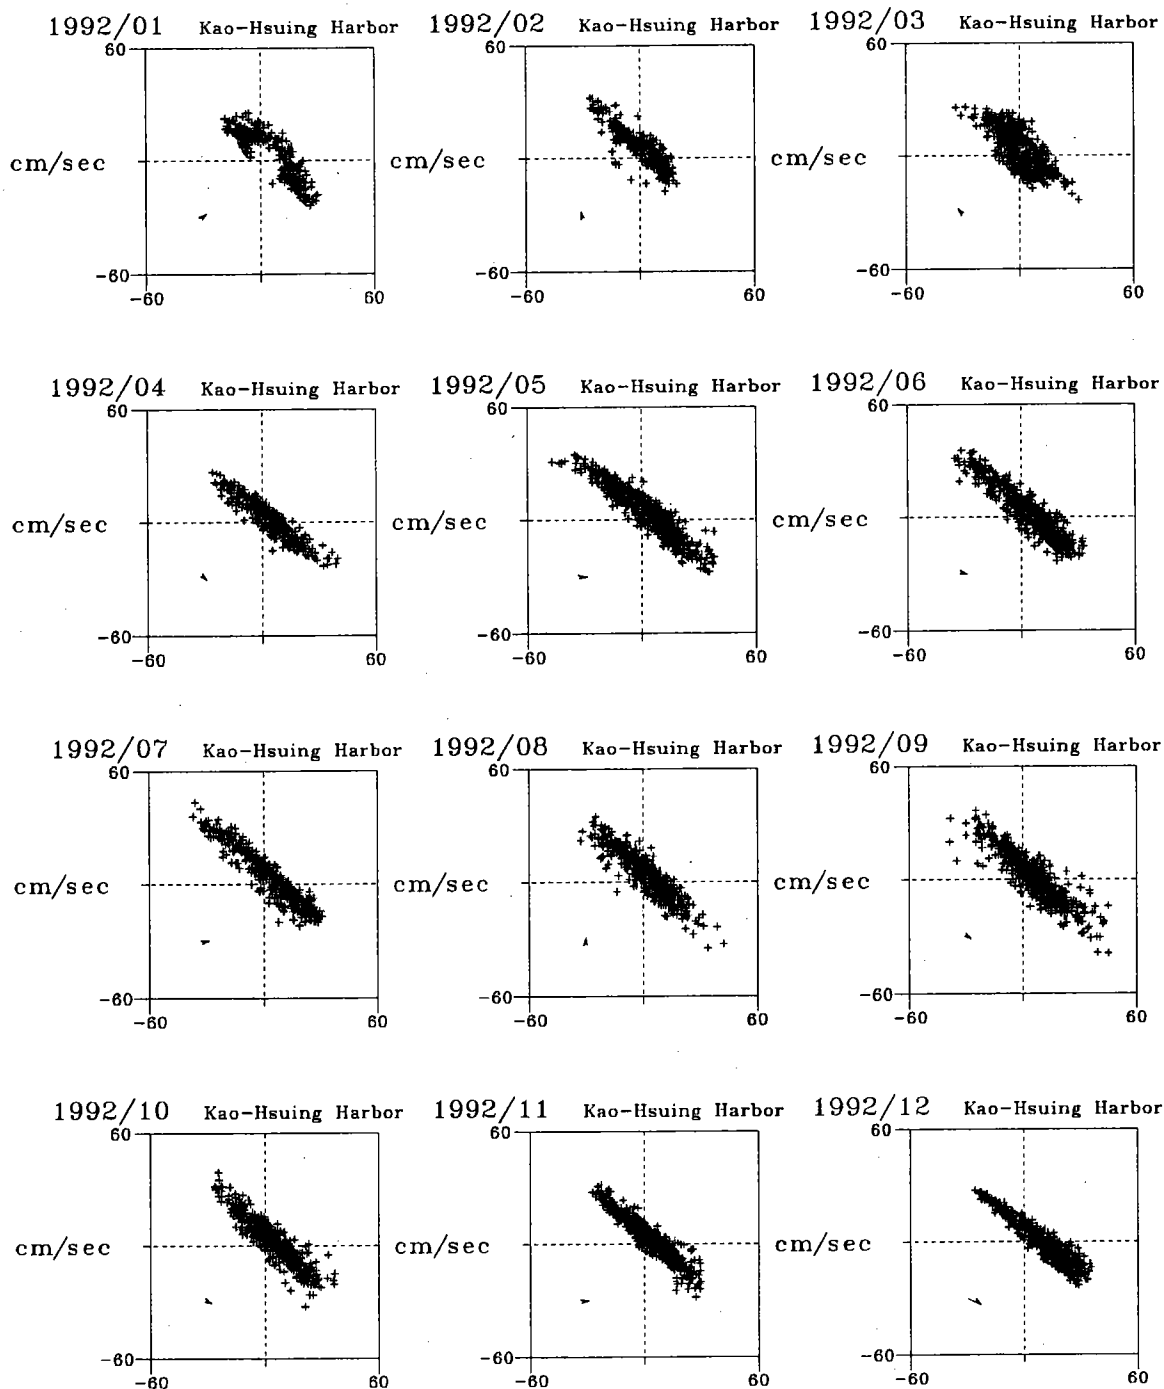 1992/01 Kao-Hsuing Harbor
60
cm/sec
-60
-60 60
1992/02 Kao-Hsuing Harbor
60
cm/sec
-60
-60 60
1992/03 Kao-Hsuing Harbor
60
cm/sec
-60
-60 60
1992/04 Kao-Hsuing Harbor
60
cm/sec
-60
-60 60
1992/05 Kao-Hsuing Harbor
60
cm/sec
-60
-60 60
1992/06 Kao-Hsuing Harbor
60
cm/sec
-60
-60 60
1992/07 Kao-Hsuing Harbor
60
cm/sec
-60
-60 60
1992/08 Kao-Hsuing Harbor
60
cm/sec
-60
-60 60
1992/09 Kao-Hsuing Harbor
60
cm/sec
-60
-60 60
1992/10 Kao-Hsuing Harbor
60
cm/sec
-60
-60 60
1992/11 Kao-Hsuing Harbor
60
cm/sec
-60
-60 60
1992/12 Kao-Hsuing Harbor
60
cm/sec
-60
-60 60